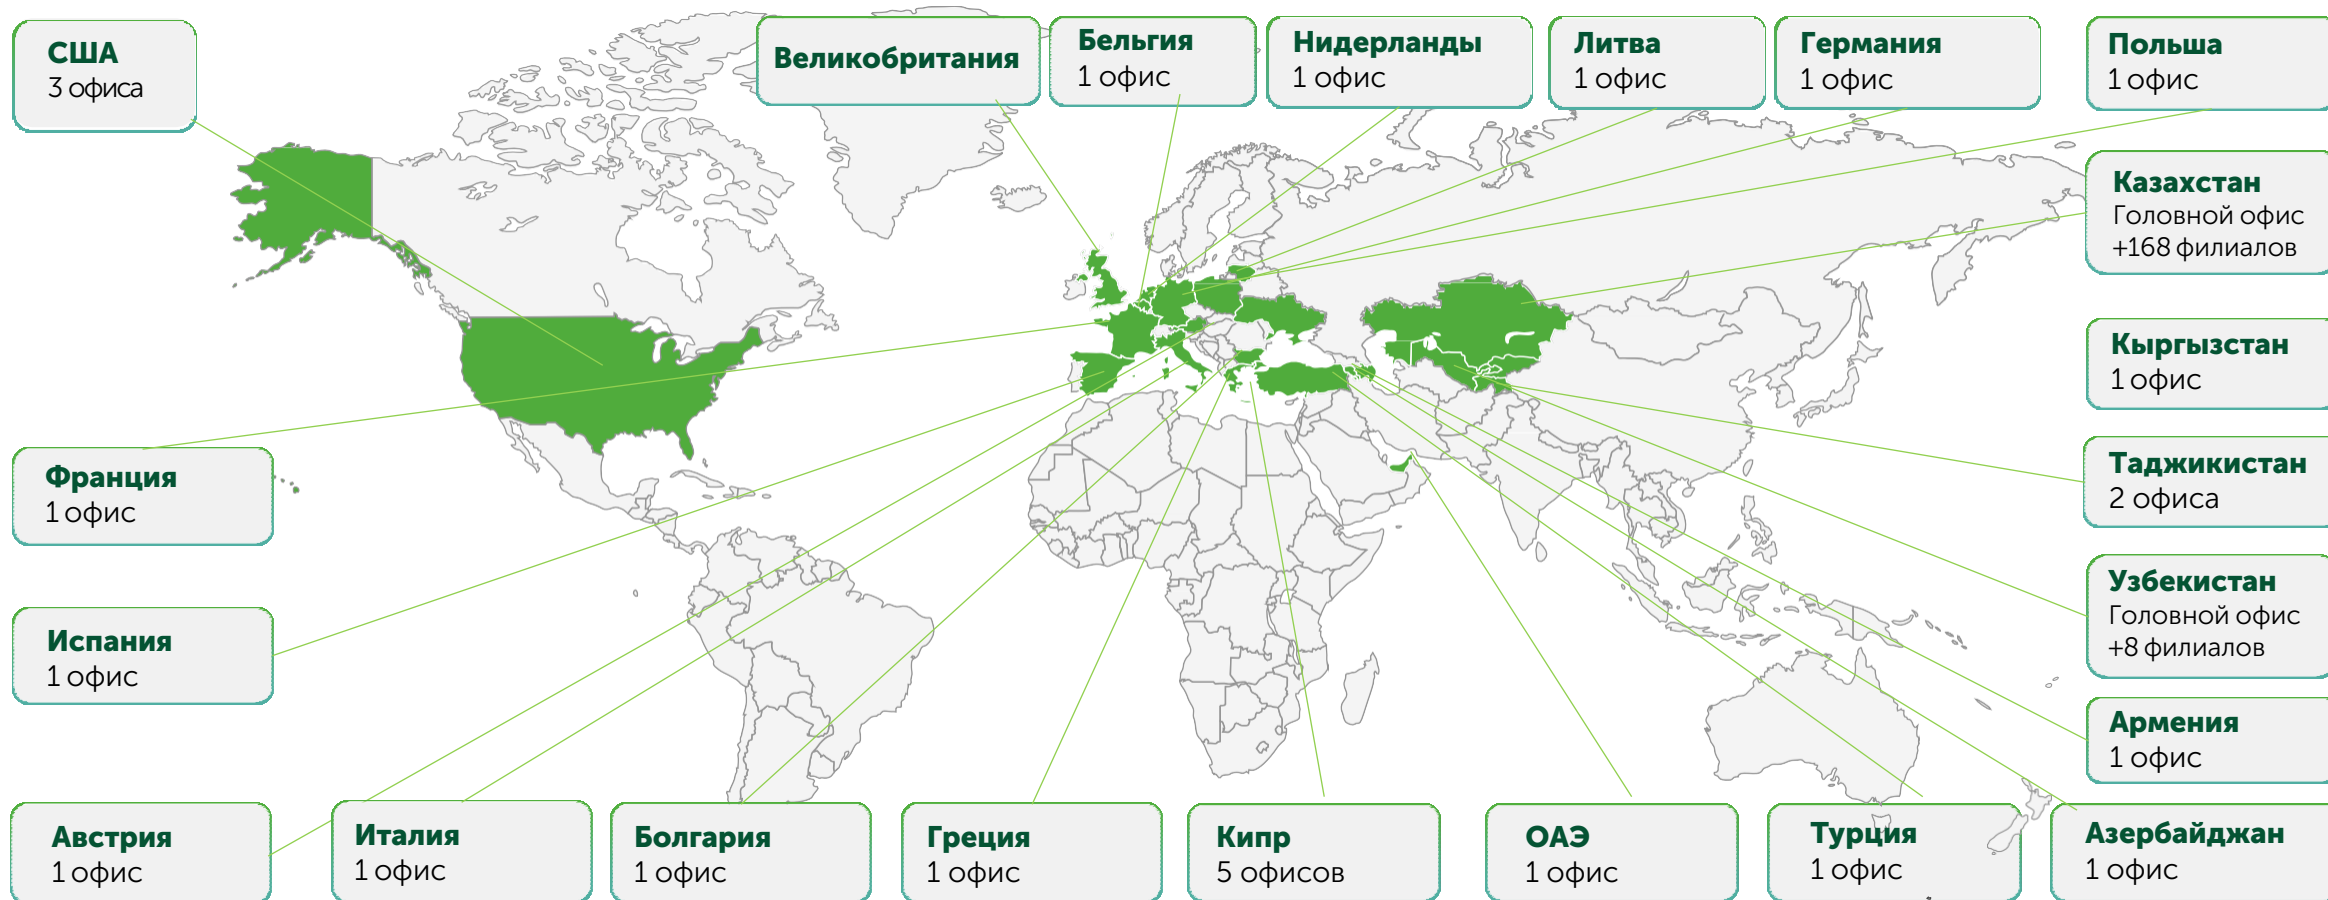 США
3 офиса
Великобритания
Бельгия
1 офис
Нидерланды
1 офис
Литва
1 офис
Германия
1 офис
Польша
1 офис
Казахстан
Головной офис
+168 филиалов
Кыргызстан
1 офис
Франция
1 офис
Таджикистан
2 офиса
Испания
1 офис
Узбекистан
Головной офис
+8 филиалов
Армения
1 офис
Австрия
1 офис
Италия
1 офис
Болгария
1 офис
Греция
1 офис
Кипр
5 офисов
ОАЭ
1 офис
Турция
1 офис
Азербайджан
1 офис